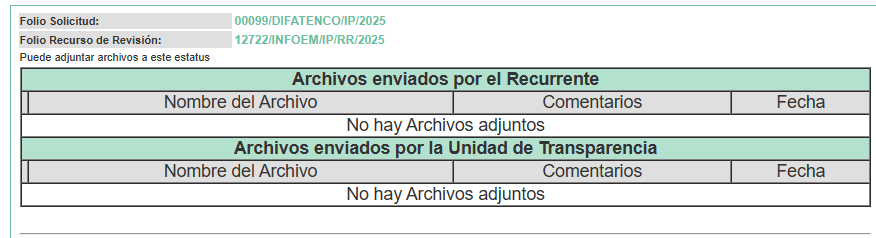 Folio Solicitud: 00099/DIFATENCO/IP/2025
Folio Recurso de Revisión: 12722/INFOEM/IP/RR/2025
Puede adjuntar archivos a este estatus
Archivos enviados por el Recurrente
Nombre del Archivo Comentarios Fecha
No hay Archivos adjuntos
Archivos enviados por la Unidad de Transparencia
Nombre del Archivo Comentarios Fecha
No hay Archivos adjuntos